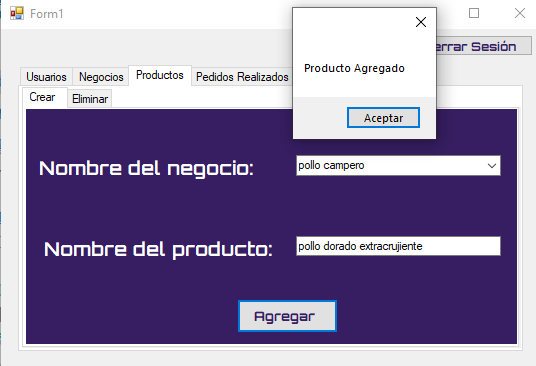 Form1
errar Sesión
Usuarios
Negocios
Productos
Pedidos Realizados
Crear
Eliminar
Producto Agregado
Aceptar
Nombre del negocio:
pollo campero
Nombre del producto:
pollo dorado extracrujiente
Agregar